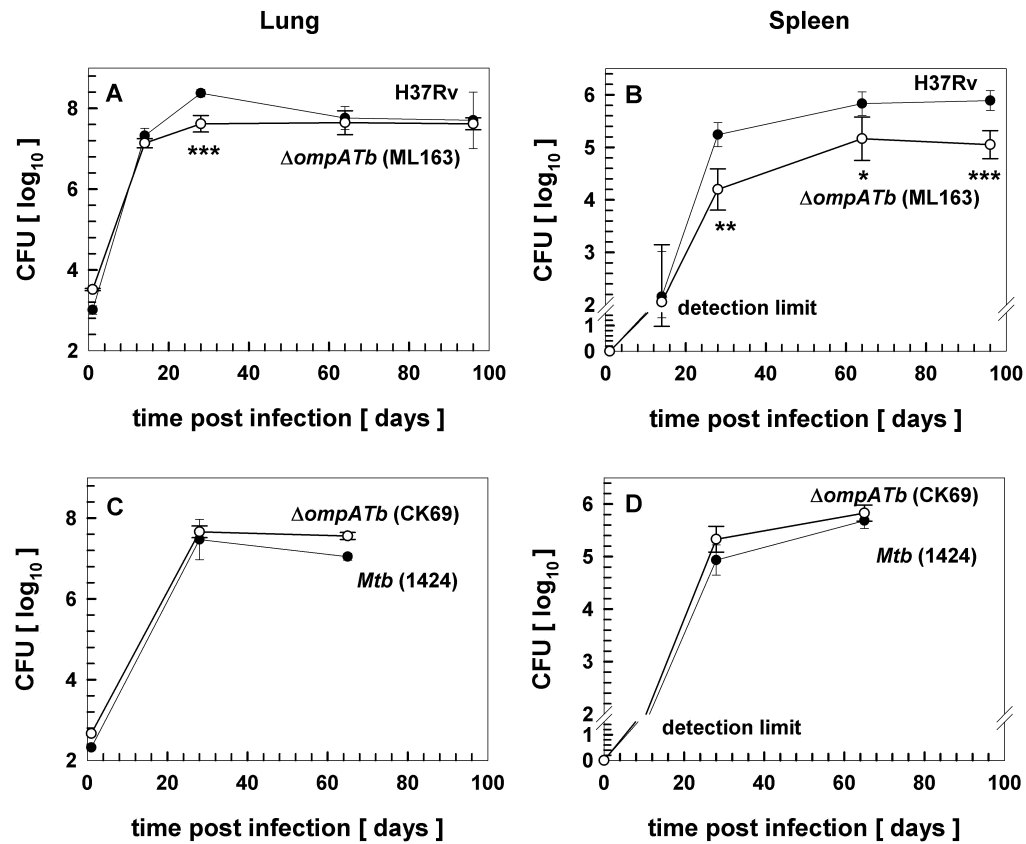 Lung
Spleen
A
H37Rv
ΔompATb (ML163)
***
CFU [ log10 ]
8
6
4
2
0 20 40 60 80 100
time post infection [ days ]
B
H37Rv
ΔompATb (ML163)
**
*
***
detection limit
CFU [ log10 ]
6
5
4
3
2
1
0
0 20 40 60 80 100
time post infection [ days ]
C
ΔompATb (CK69)
Mtb (1424)
CFU [ log10 ]
8
6
4
2
0 20 40 60 80 100
time post infection [ days ]
D
ΔompATb (CK69)
Mtb (1424)
detection limit
CFU [ log10 ]
6
5
4
3
2
1
0
0 20 40 60 80 100
time post infection [ days ]